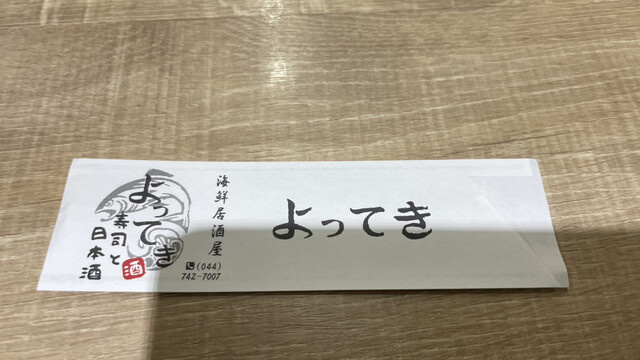 よってき
寿司と
日本酒
酒
海鮮居酒屋
(044)
742-7007
よってき